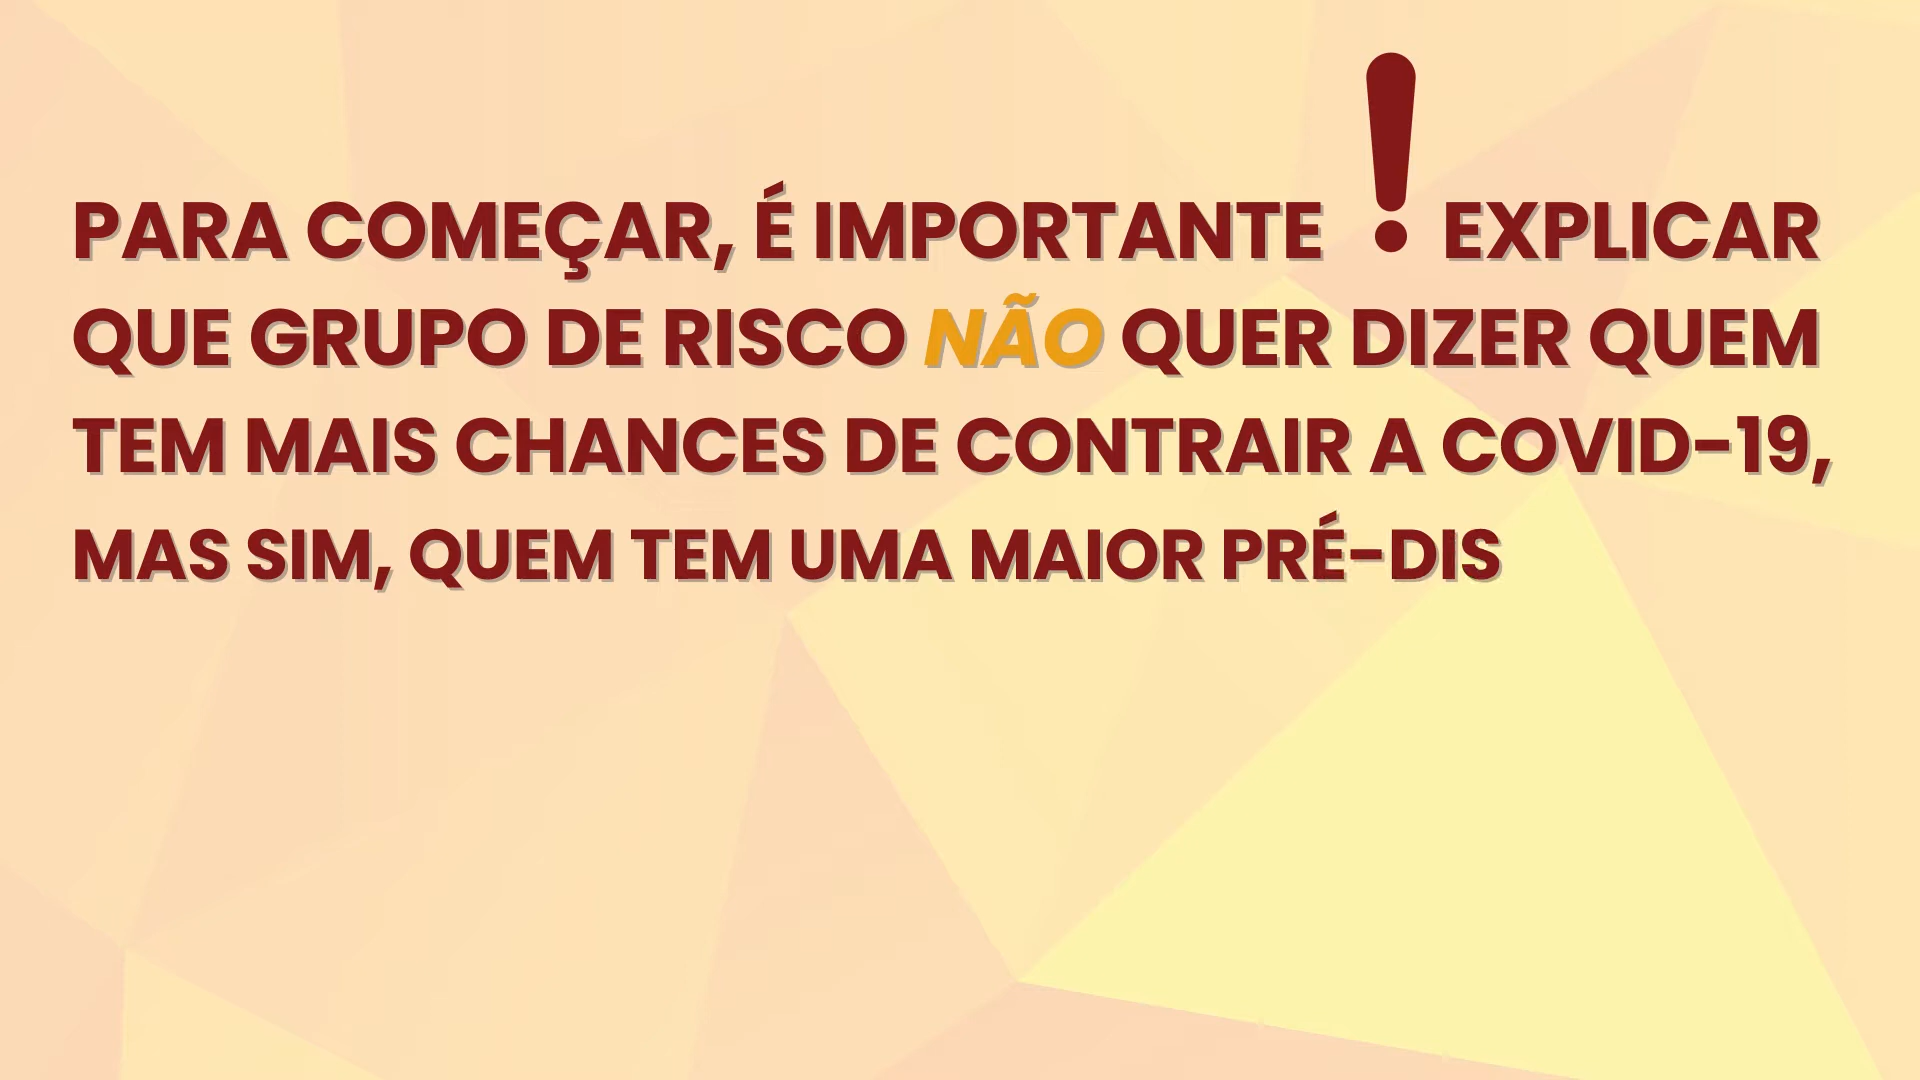 PARA COMEÇAR, É IMPORTANTE ! EXPLICAR
QUE GRUPO DE RISCO NÃO QUER DIZER QUEM
TEM MAIS CHANCES DE CONTRAIR A COVID-19,
MAS SIM, QUEM TEM UMA MAIOR PRÉ-DIS